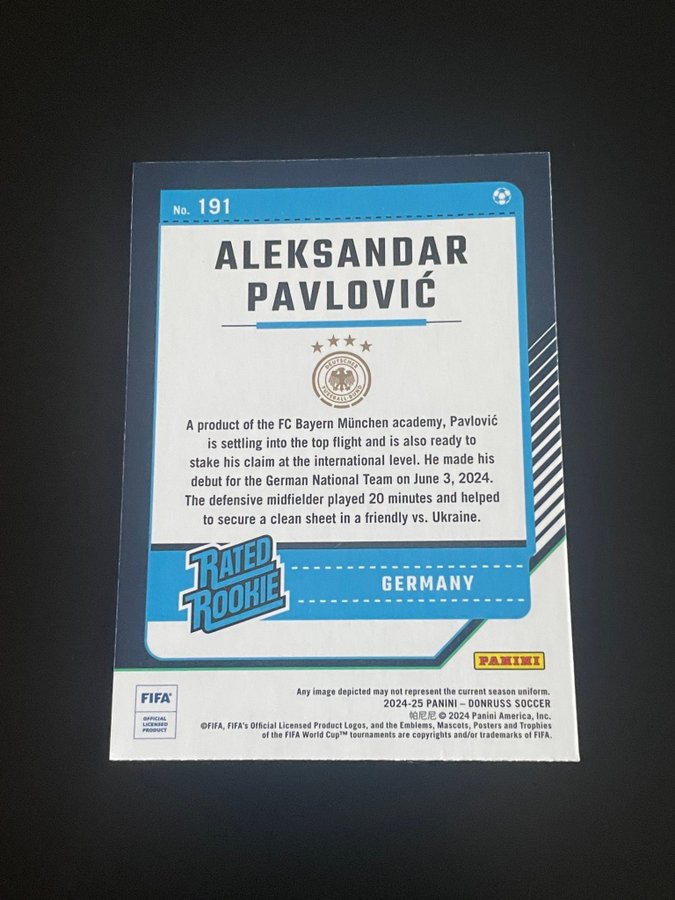 No. 191
ALEKSANDAR
PAVLOVIĆ
DEUTSCHER
FUSSBALL-BUND
A product of the FC Bayern München academy, Pavlović
is settling into the top flight and is also ready to
stake his claim at the international level. He made his
debut for the German National Team on June 3, 2024.
The defensive midfielder played 20 minutes and helped
to secure a clean sheet in a friendly vs. Ukraine.
RATED
ROOKIE
GERMANY
PANINI
FIFA®
OFFICIAL
LICENSED
PRODUCT
Any image depicted may not represent the current season uniform.
2024-25 PANINI – DONRUSS SOCCER
帕尼尼 © 2024 Panini America, Inc.
©FIFA, FIFA's Official Licensed Product Logos, and the Emblems, Mascots, Posters and Trophies
of the FIFA World Cup™ tournaments are copyrights and/or trademarks of FIFA.